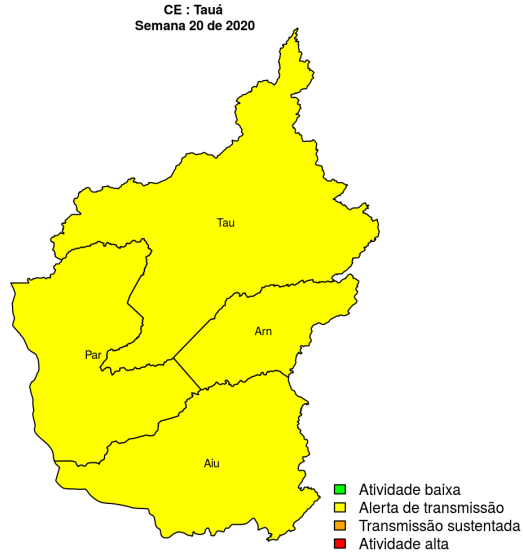 CE : Tauá
Semana 20 de 2020
Tau
Arn
Par
Aiu
Atividade baixa
Alerta de transmissão
Transmissão sustentada
Atividade alta